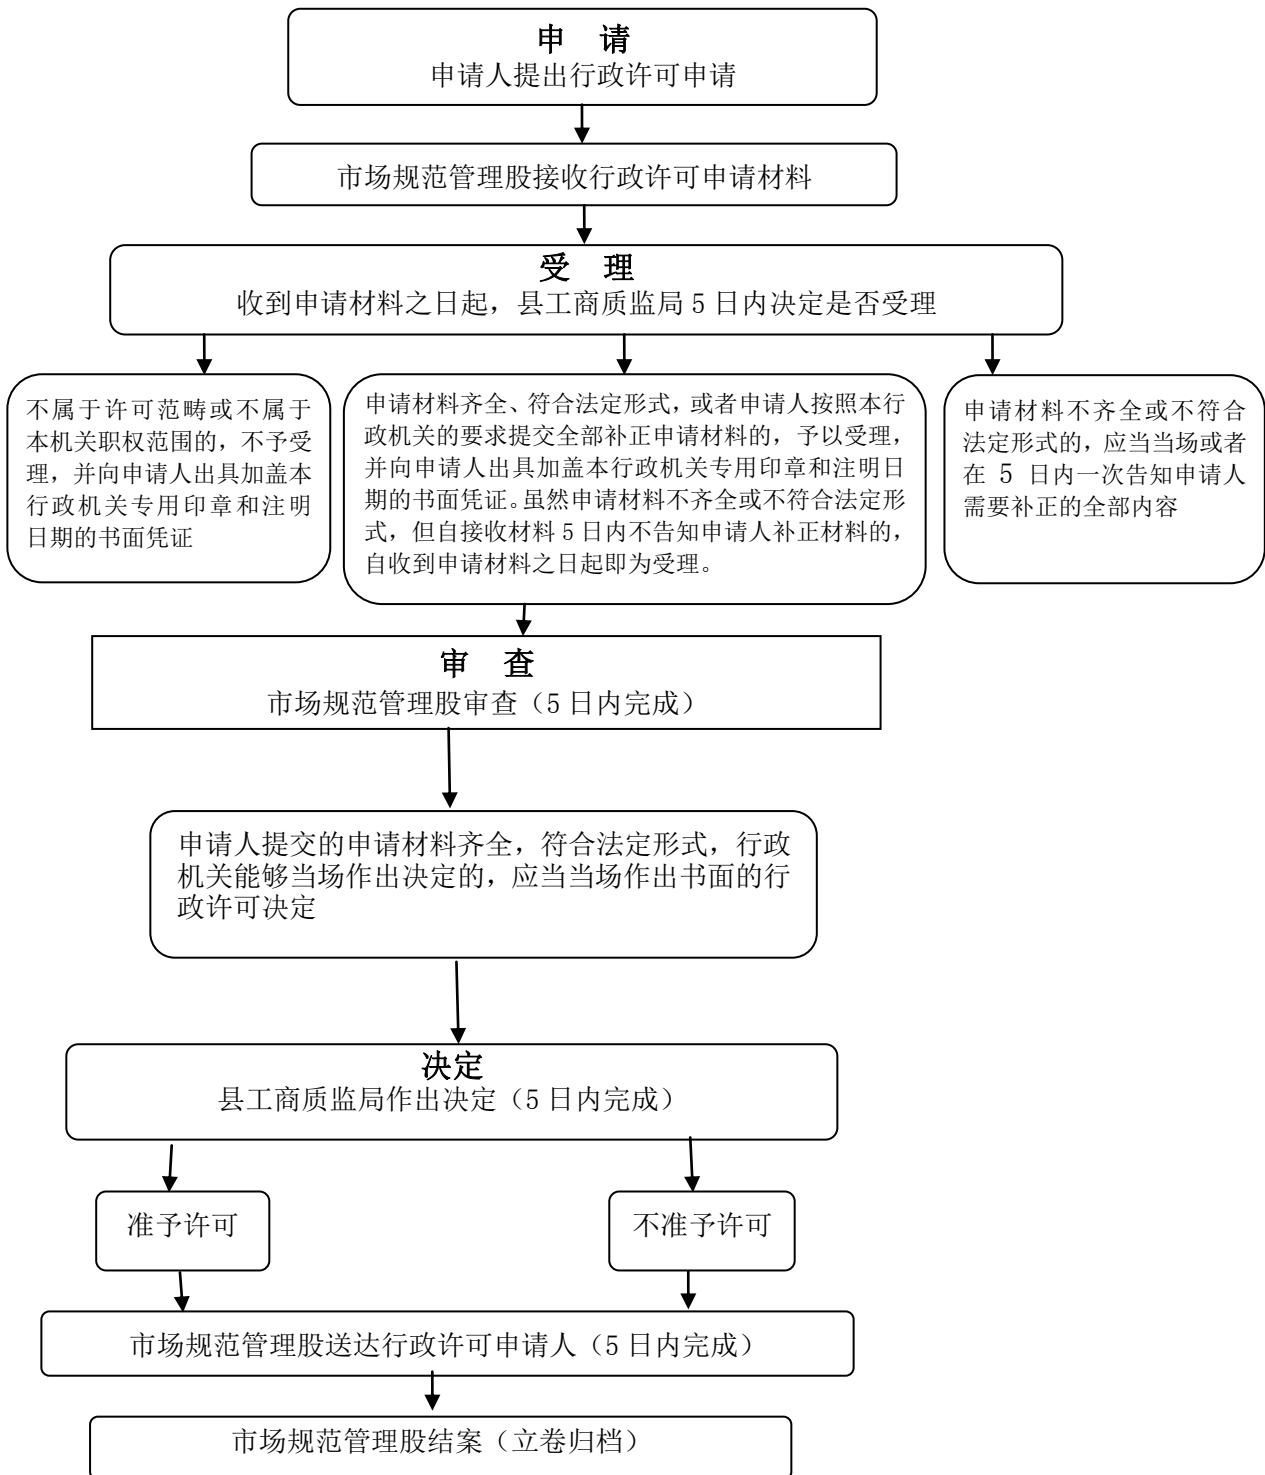 申 请
申请人提出行政许可申请
市场规范管理股接收行政许可申请材料
受 理
收到申请材料之日起，县工商质监局 5 日内决定是否受理
不属于许可范畴或不属于
本机关职权范围的，不予受
理，并向申请人出具加盖本
行政机关专用印章和注明
日期的书面凭证
申请材料齐全、符合法定形式，或者申请人按照本行
政机关的要求提交全部补正申请材料的，予以受理，
并向申请人出具加盖本行政机关专用印章和注明日
期的书面凭证。虽然申请材料不齐全或不符合法定形
式，但自接收材料 5 日内不告知申请人补正材料的，
自收到申请材料之日起即为受理。
申请材料不齐全或不符合
法定形式的，应当当场或者
在 5 日内一次告知申请人
需要补正的全部内容
审 查
市场规范管理股审查（5 日内完成）
申请人提交的申请材料齐全，符合法定形式，行政
机关能够当场作出决定的，应当当场作出书面的行
政许可决定
决定
县工商质监局作出决定（5 日内完成）
准予许可
不准予许可
市场规范管理股送达行政许可申请人（5 日内完成）
市场规范管理股结案（立卷归档）